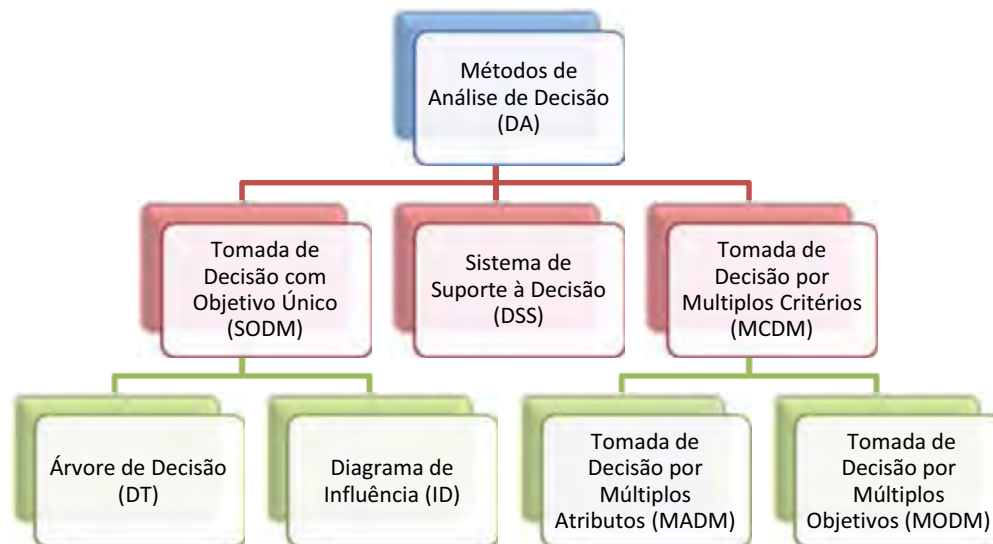 Métodos de
Análise de Decisão
(DA)
Tomada de
Decisão com
Objetivo Único
(SODM)
Sistema de
Suporte à Decisão
(DSS)
Tomada de
Decisão por
Multiplos Critérios
(MCDM)
Árvore de Decisão
(DT)
Diagrama de
Influência (ID)
Tomada de
Decisão por
Múltiplos
Atributos (MADM)
Tomada de
Decisão por
Múltiplos
Objetivos (MODM)